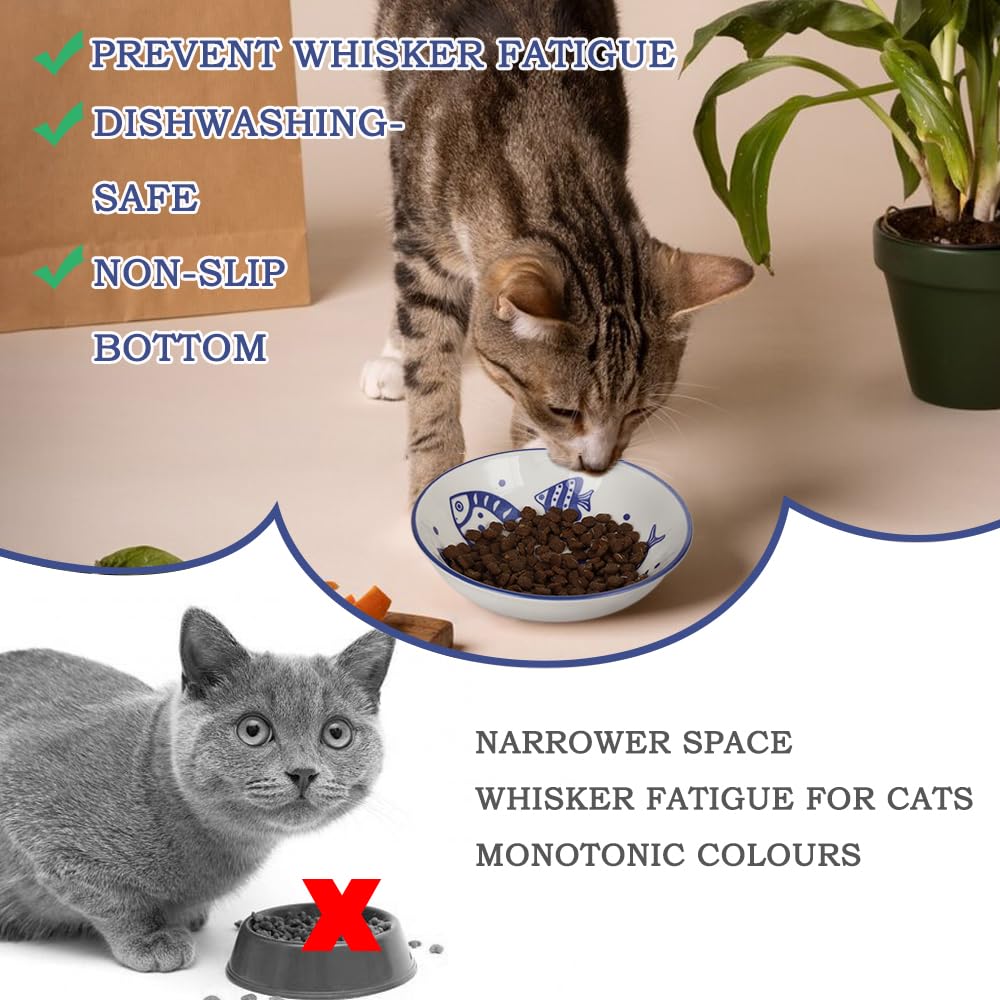 PREVENT WHISKER FATIGUE
DISHWASHING-
SAFE
NON-SLIP
BOTTOM
NARROWER SPACE
WHISKER FATIGUE FOR CATS
MONOTONIC COLOURS